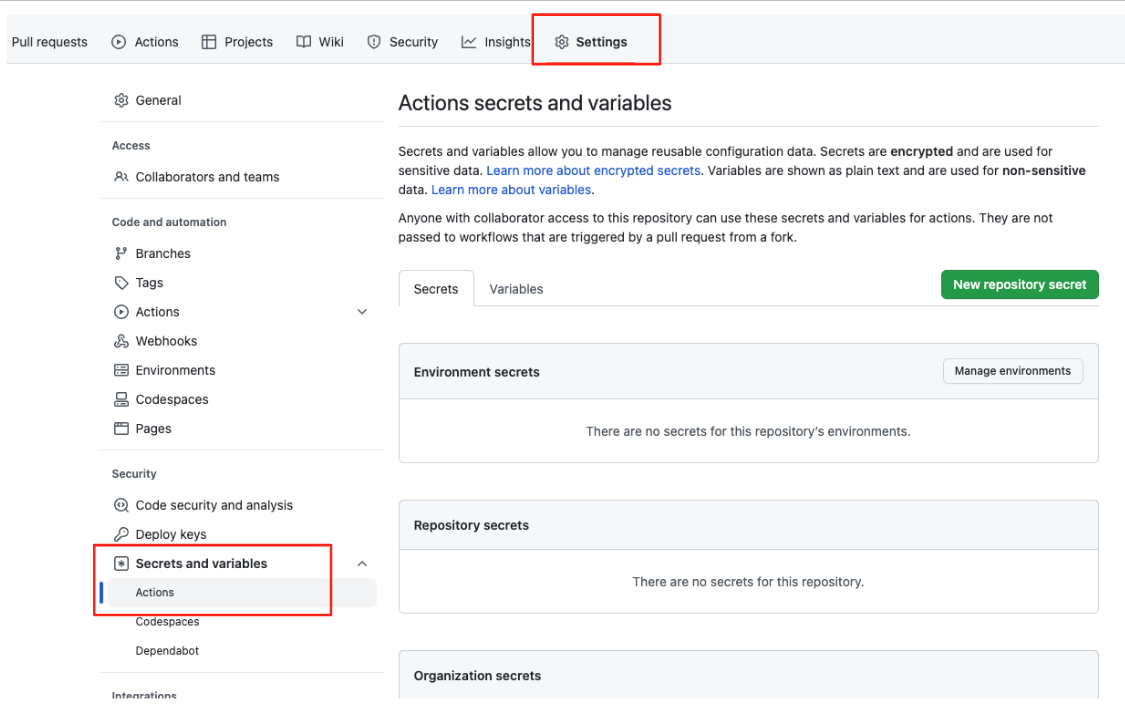 Pull requests Actions Projects Wiki Security Insights Settings
General
Access
Collaborators and teams
Code and automation
Branches
Tags
Actions
Webhooks
Environments
Codespaces
Pages
Security
Code security and analysis
Deploy keys
Secrets and variables
Actions
Codespaces
Dependabot
Integrations
Actions secrets and variables
Secrets and variables allow you to manage reusable configuration data. Secrets are encrypted and are used for
sensitive data. Learn more about encrypted secrets. Variables are shown as plain text and are used for non-sensitive
data. Learn more about variables.
Anyone with collaborator access to this repository can use these secrets and variables for actions. They are not
passed to workflows that are triggered by a pull request from a fork.
Secrets Variables New repository secret
Environment secrets Manage environments
There are no secrets for this repository's environments.
Repository secrets
There are no secrets for this repository.
Organization secrets